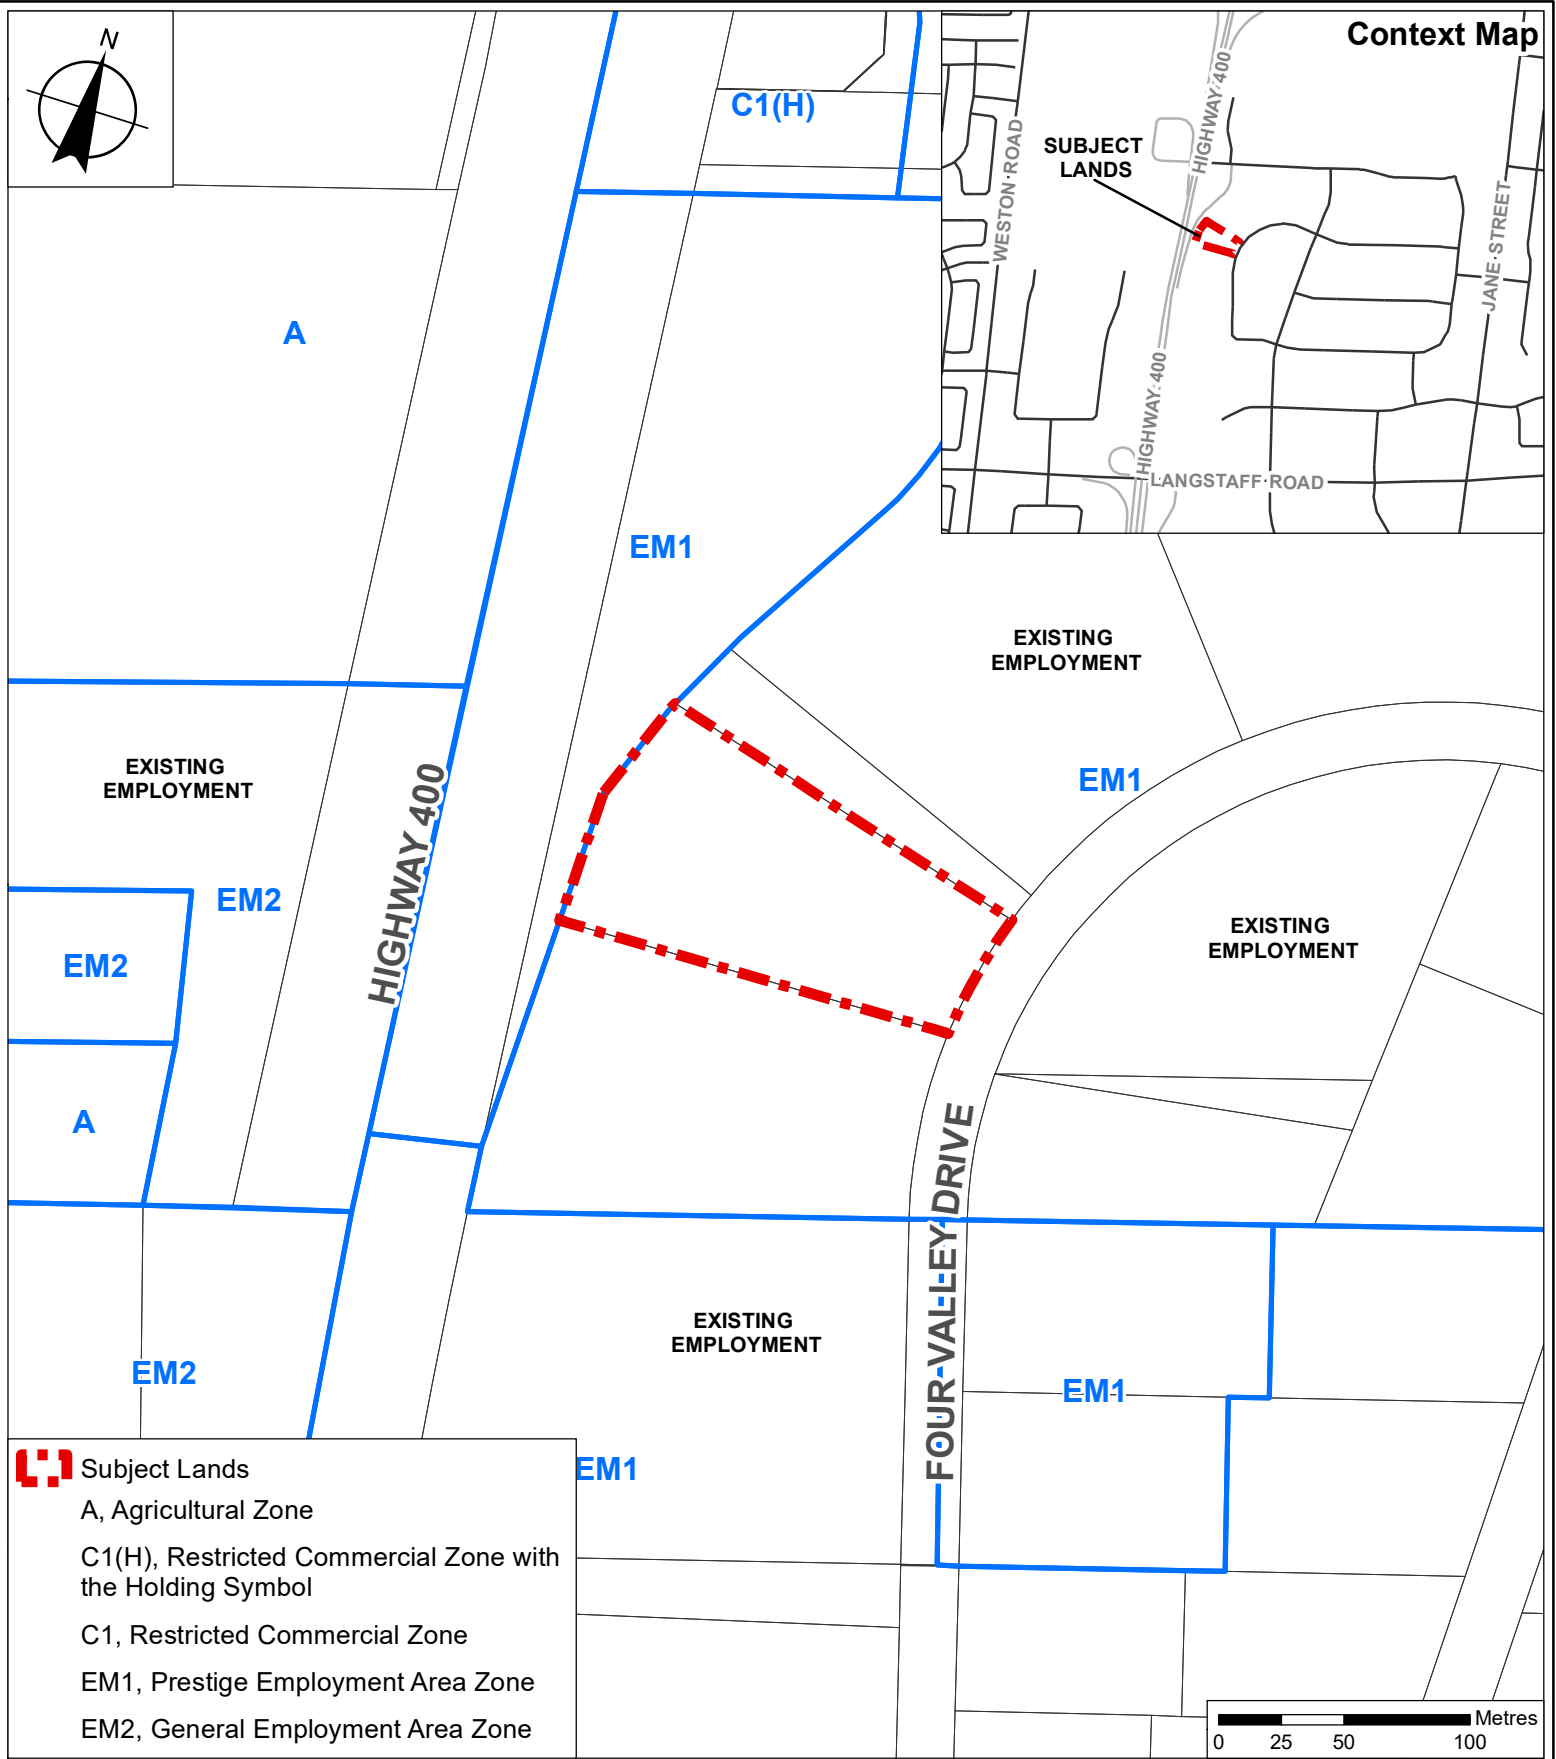 N
C1(H)
Context Map
HIGHWAY 400
WESTON ROAD
SUBJECT
LANDS
JANE STREET
HIGHWAY 400
LANGSTAFF ROAD
A
EM1
EXISTING
EMPLOYMENT
EXISTING
EMPLOYMENT
EM1
HIGHWAY 400
EM2
EM2
EXISTING
EMPLOYMENT
A
FOUR VALLEY DRIVE
EXISTING
EMPLOYMENT
EM2
EM1
EM1
Subject Lands
A, Agricultural Zone
C1(H), Restricted Commercial Zone with
the Holding Symbol
C1, Restricted Commercial Zone
EM1, Prestige Employment Area Zone
EM2, General Employment Area Zone
Metres
0 25 50 100